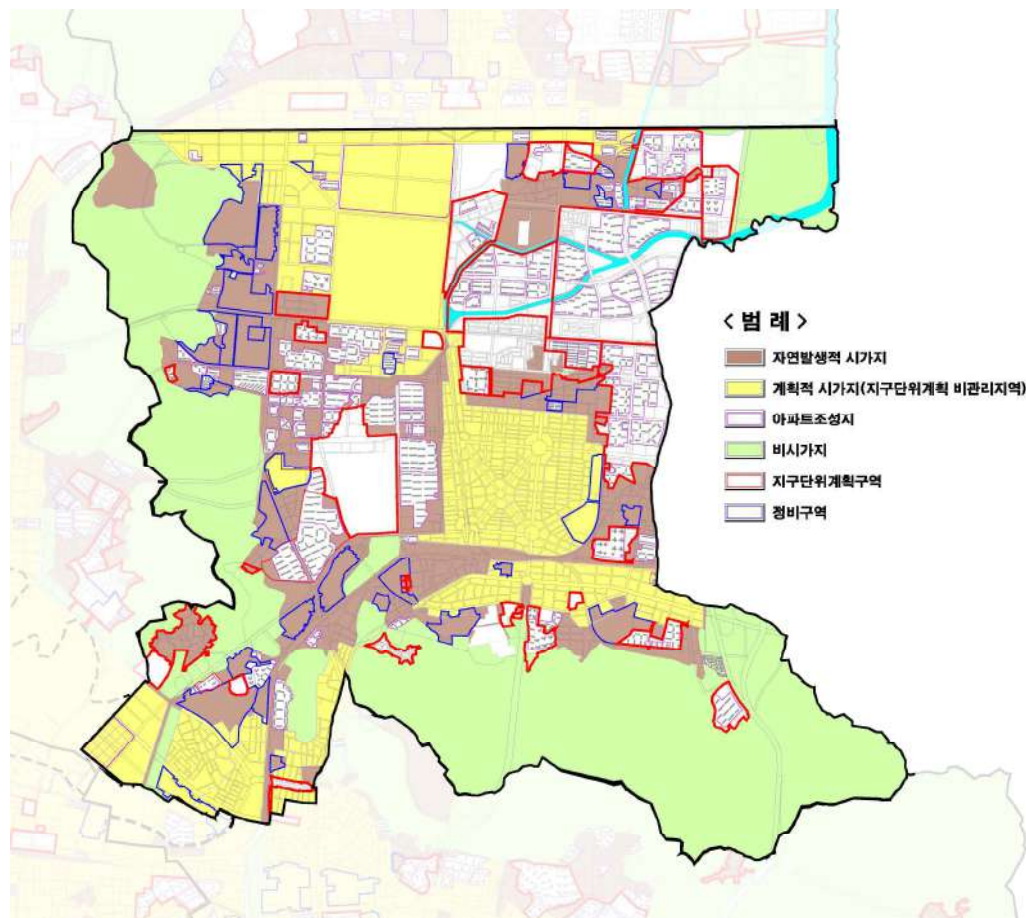 < 범 례 >
자연발생적 시가지
계획적 시가지(지구단위계획 비관리지역)
아파트조성지
비시가지
지구단위계획구역
정비구역